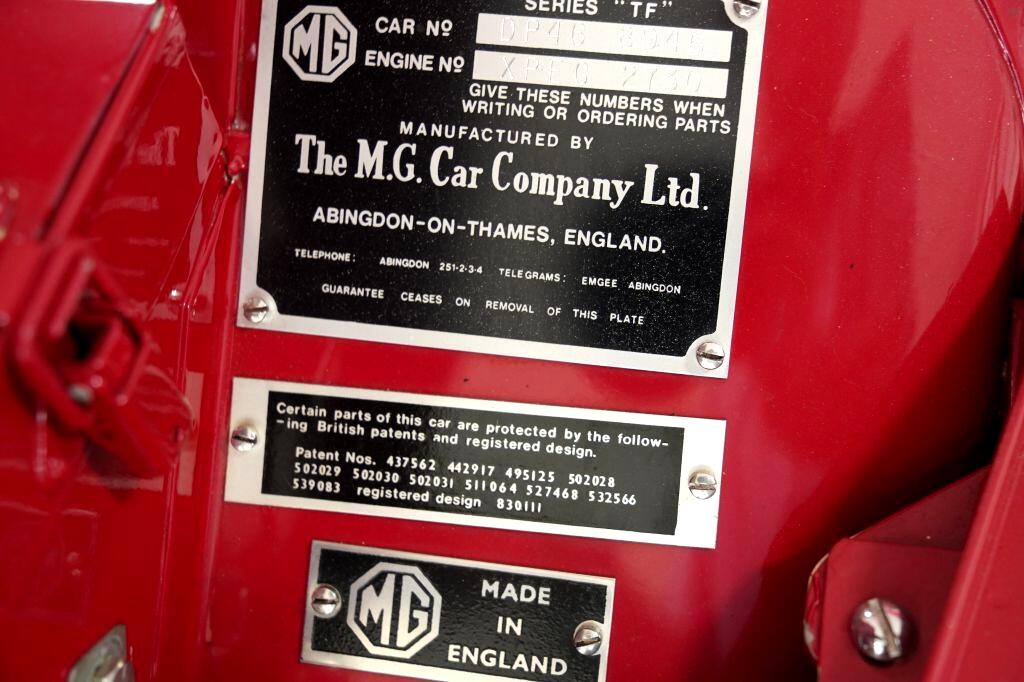 SERIES "TF"
MG
CAR Nº
ENGINE Nº
GIVE THESE NUMBERS WHEN
WRITING OR ORDERING PARTS
MANUFACTURED BY
The M.G. Car Company Ltd.
ABINGDON-ON-THAMES, ENGLAND.
TELEPHONE: ABINGDON 251-2-3-4 TELEGRAMS: EMGEE ABINGDON
GUARANTEE CEASES ON REMOVAL OF THIS PLATE
Certain parts of this car are protected by the follow-
-ing British patents and registered design.
Patent Nos. 437562 442917 495125 502028
502029 502030 502031 511064 527468 532566
539083 registered design 830111
MG
MADE
IN
ENGLAND